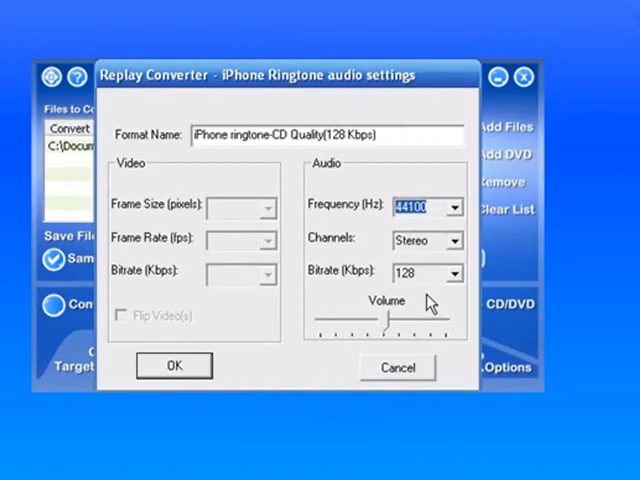 Replay Converter - iPhone Ringtone audio settings
Files to Co
Convert
C:\Docum
Format Name: iPhone ringtone-CD Quality(128 Kbps)
Add Files
Add DVD
Remove
Clear List
Video
Audio
Frame Size (pixels):
Frequency (Hz): 44100
Frame Rate (fps):
Channels: Stereo
Bitrate (Kbps):
Bitrate (Kbps): 128
Save File
Sam
Volume
Flip Video(s)
Con
CD/DVD
Target
OK
Cancel
.Options